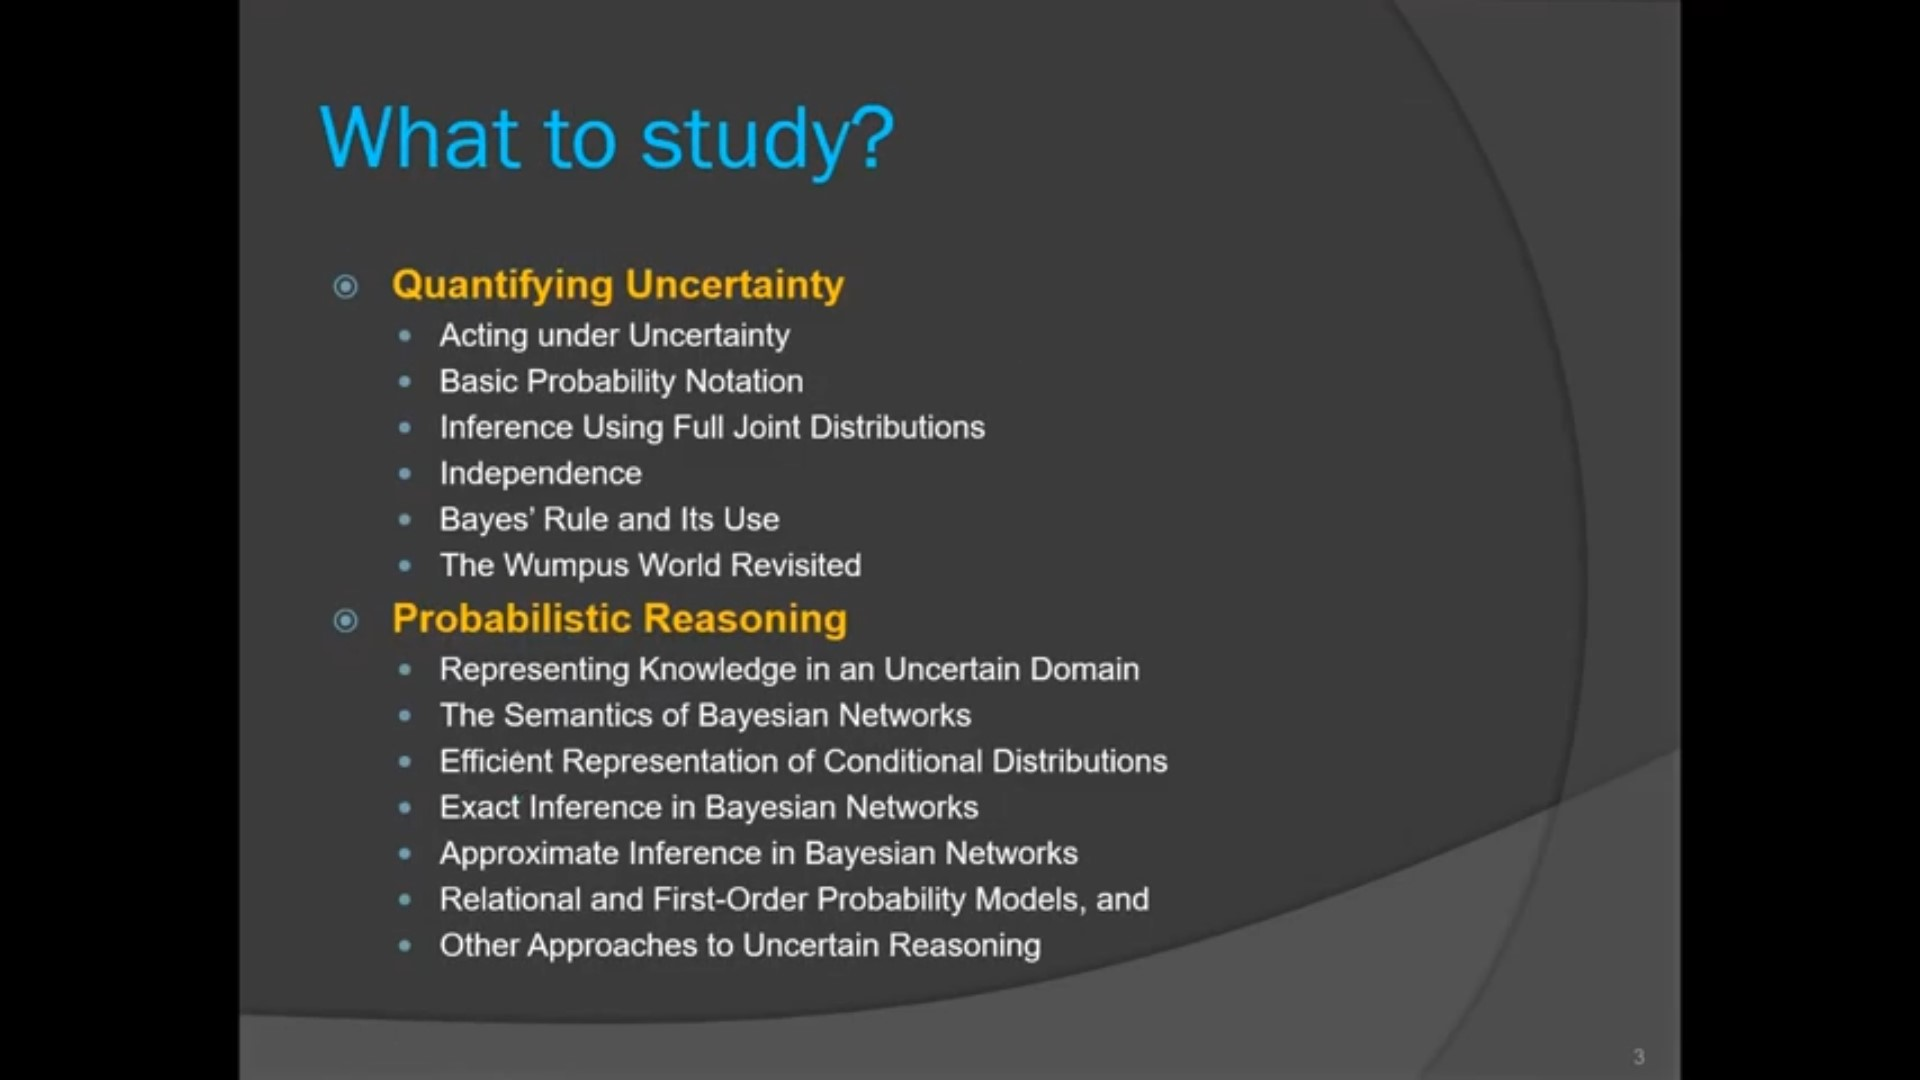 What to study?
Quantifying Uncertainty
Acting under Uncertainty
Basic Probability Notation
Inference Using Full Joint Distributions
Independence
Bayes’ Rule and Its Use
The Wumpus World Revisited
Probabilistic Reasoning
Representing Knowledge in an Uncertain Domain
The Semantics of Bayesian Networks
Efficient Representation of Conditional Distributions
Exact Inference in Bayesian Networks
Approximate Inference in Bayesian Networks
Relational and First-Order Probability Models, and
Other Approaches to Uncertain Reasoning
3